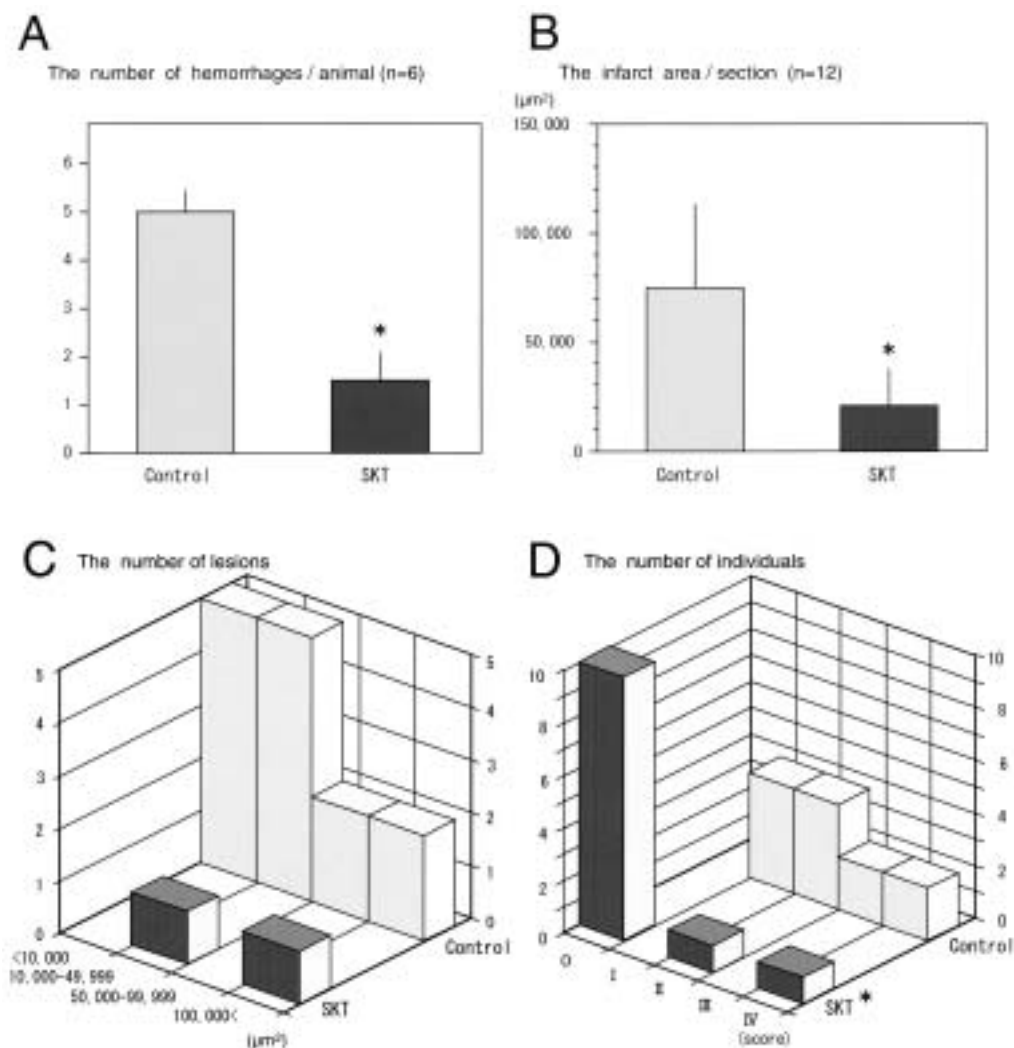 A
The number of hemorrhages / animal (n=6)
6
5
4
3
2
1
0
*
Control
SKT
B
The infarct area / section (n=12)
(μm²)
150,000
100,000
50,000
0
*
Control
SKT
C
The number of lesions
5
4
3
2
1
0
5
4
3
2
1
0
<10,000
10,000-49,999
50,000-99,999
100,000<
(μm²)
SKT
Control
D
The number of individuals
10
8
6
4
2
0
10
8
6
4
2
0
0
I
II
III
IV
(score)
SKT *
Control